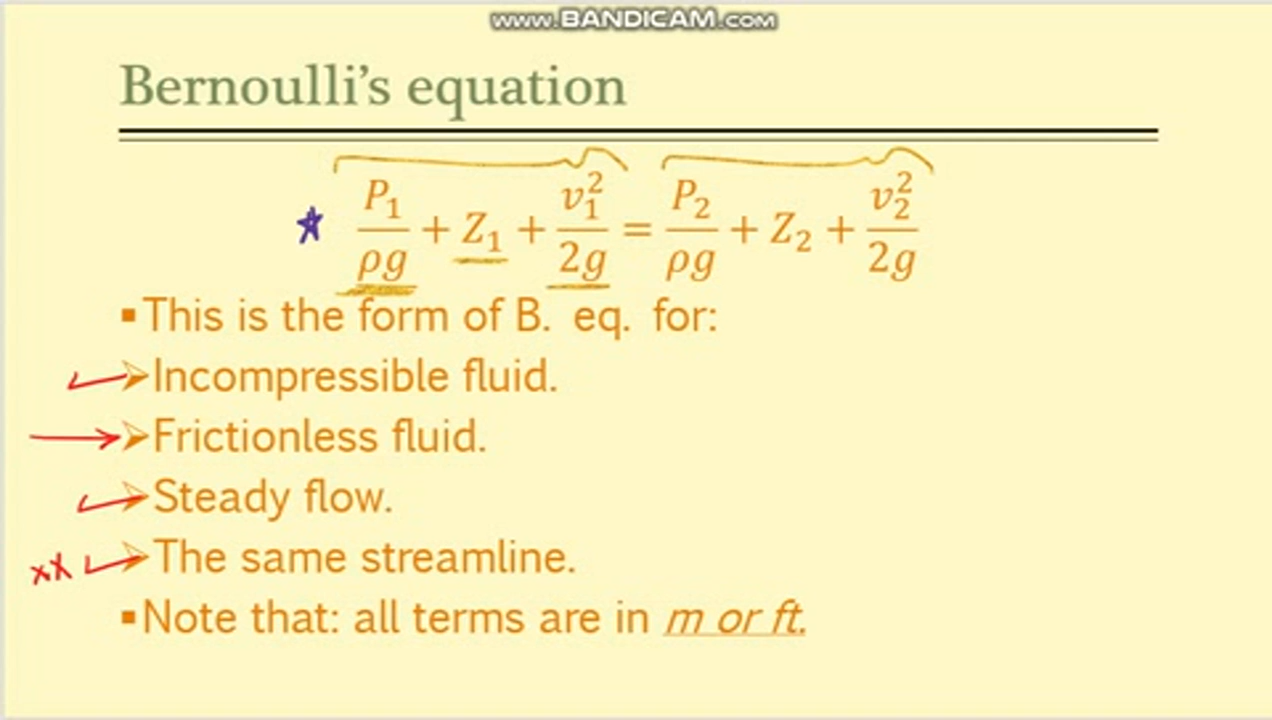 www.BANDICAM.com
Bernoulli's equation
P₁/ρg + Z₁ + v₁²/2g = P₂/ρg + Z₂ + v₂²/2g
▪This is the form of B. eq. for:
➢Incompressible fluid.
➢Frictionless fluid.
➢Steady flow.
xx ➢The same streamline.
▪Note that: all terms are in m or ft.